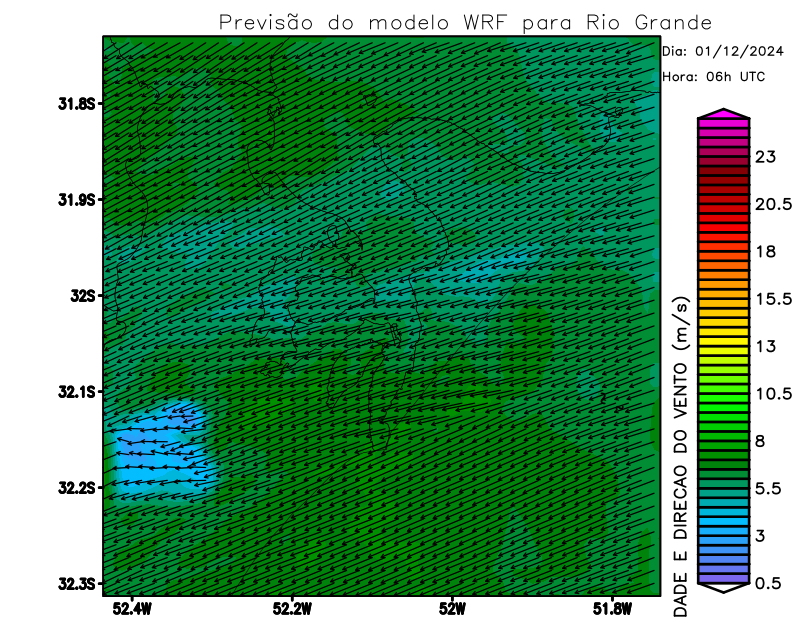 Previsão do modelo WRF para Rio Grande
Dia: 01/12/2024
Hora: 06h UTC
31.8S
31.9S
32S
32.1S
32.2S
32.3S
52.4W
52.2W
52W
51.8W
DADE E DIRECAO DO VENTO (m/s)
23
20.5
18
15.5
13
10.5
8
5.5
3
0.5